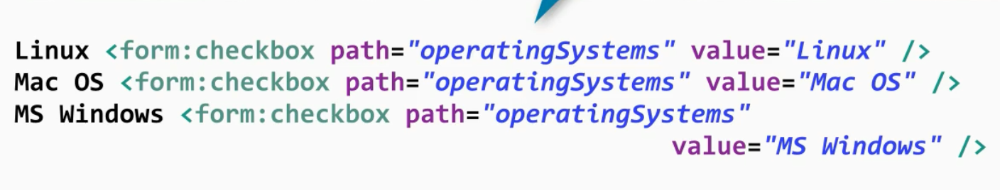 Linux <form:checkbox path="operatingSystems" value="Linux" />
Mac OS <form:checkbox path="operatingSystems" value="Mac OS" />
MS Windows <form:checkbox path="operatingSystems"
value="MS Windows" />